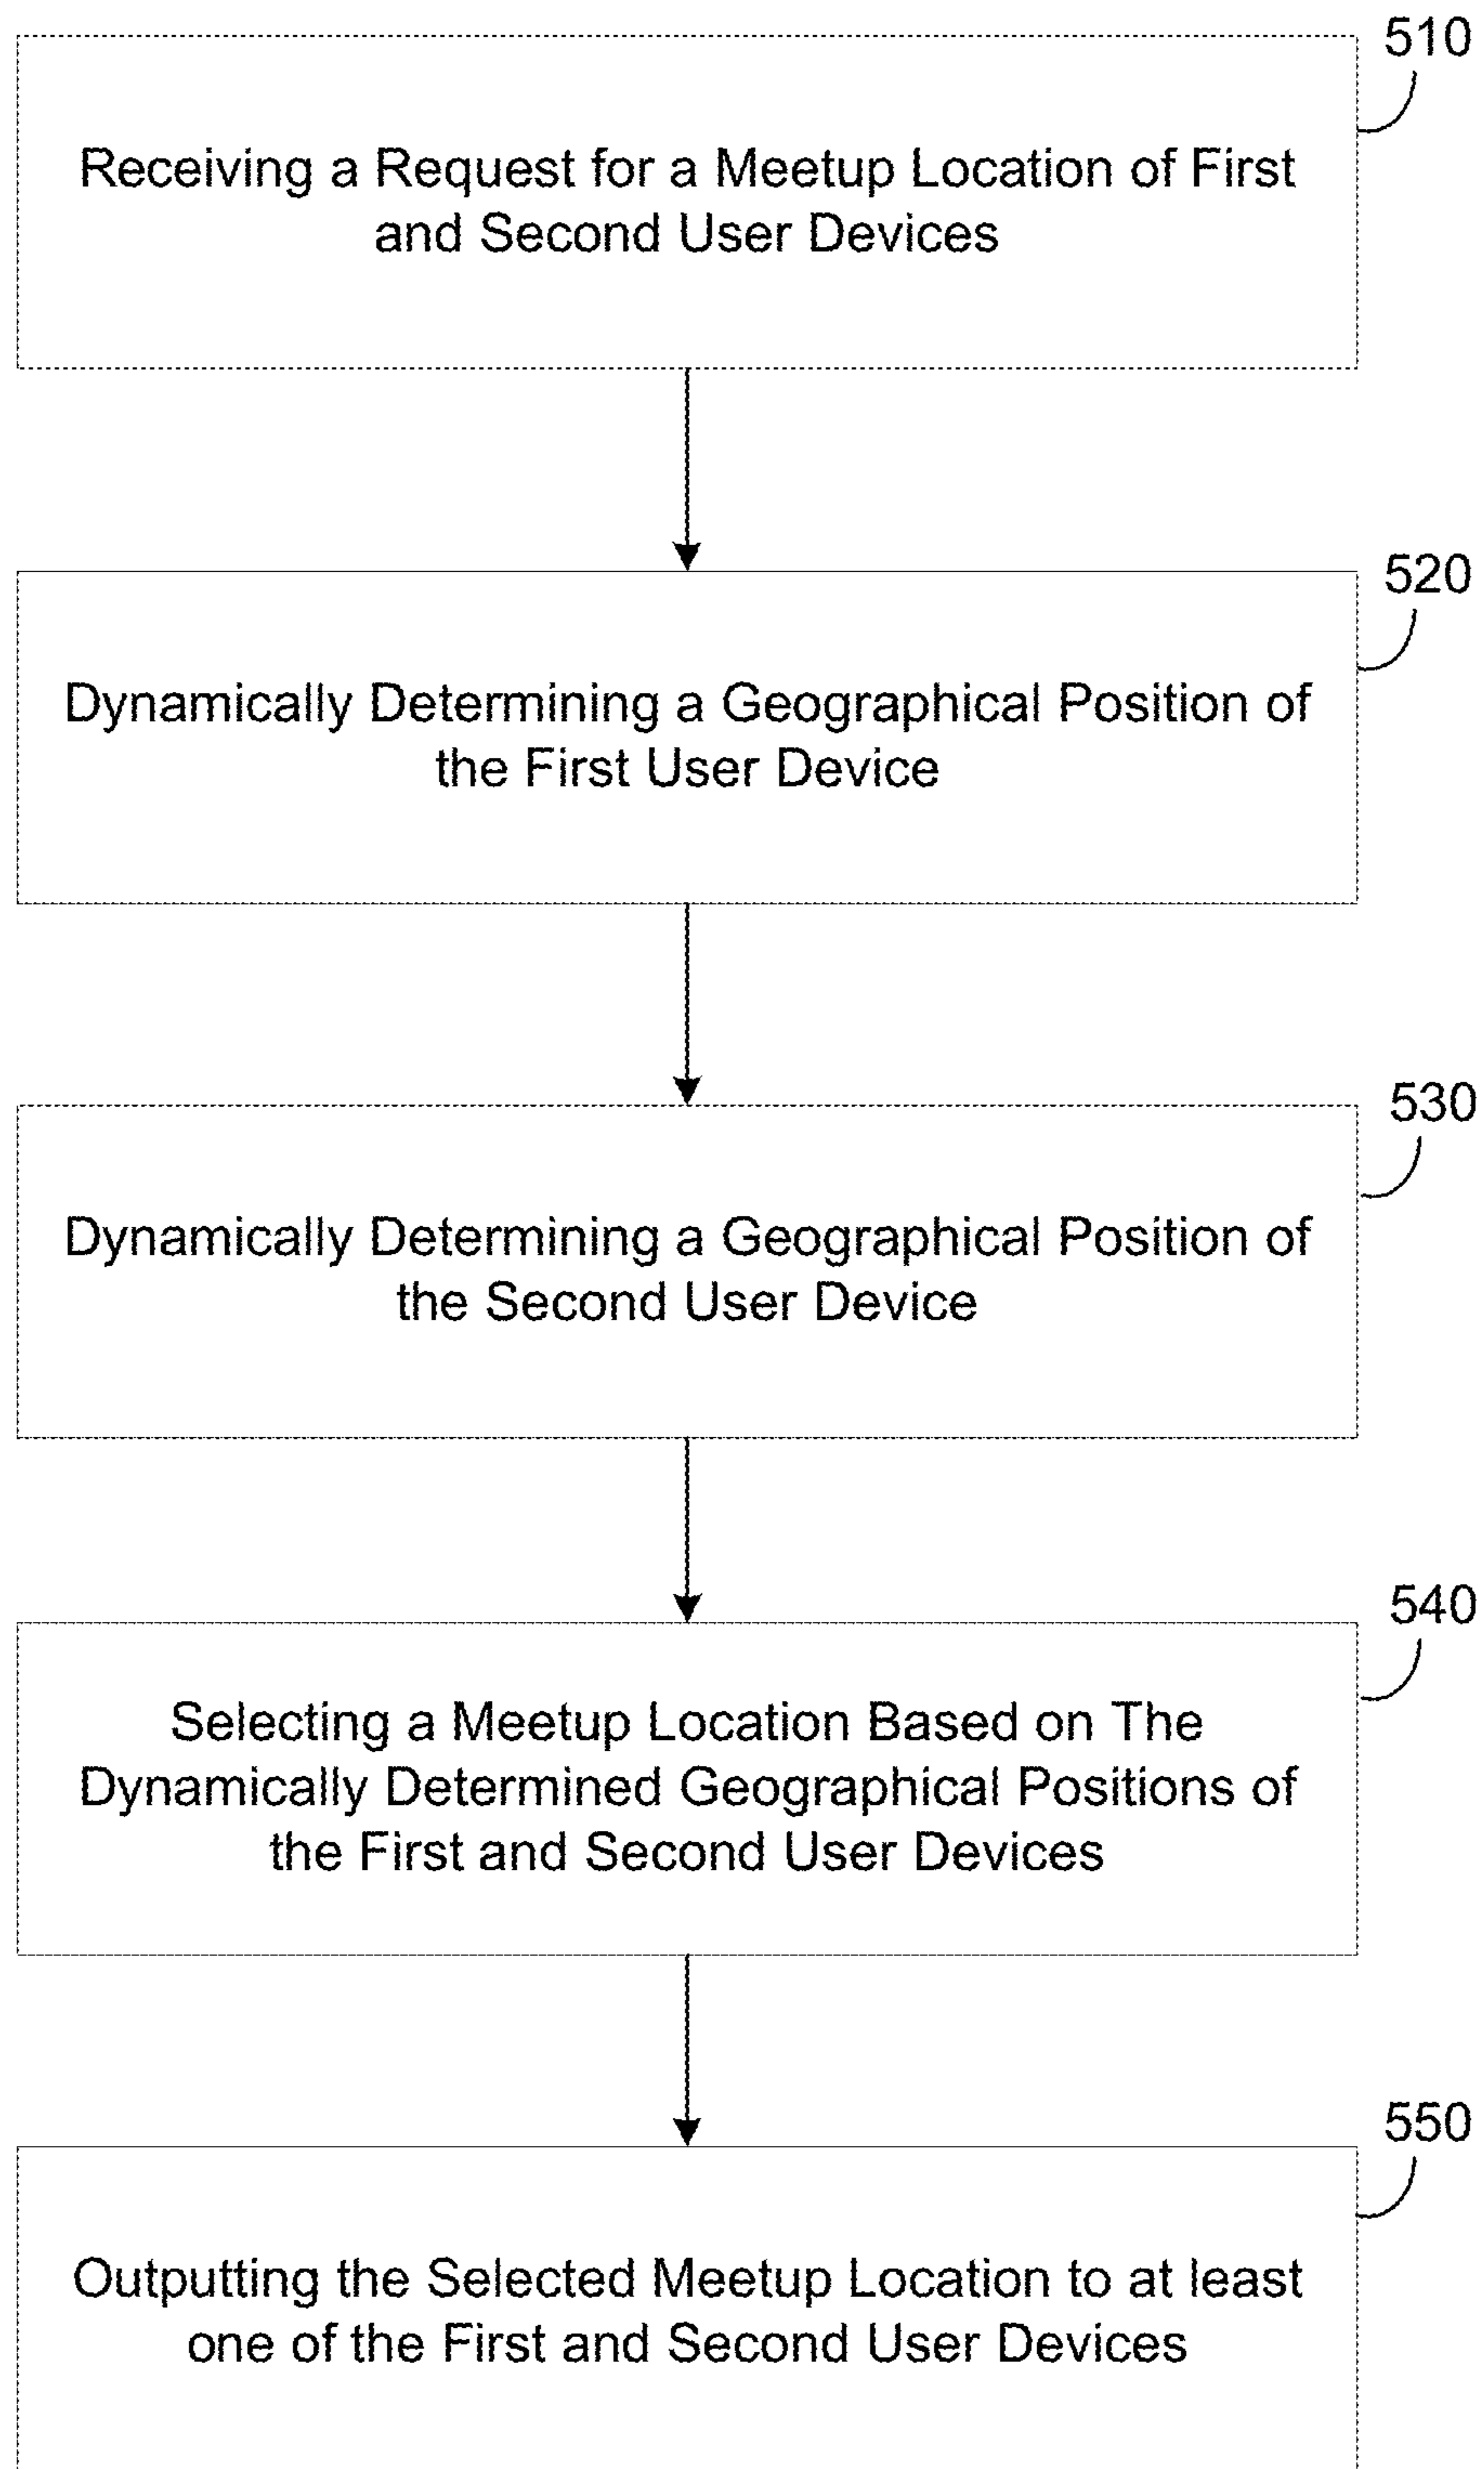 510
Receiving a Request for a Meetup Location of First
and Second User Devices
520
Dynamically Determining a Geographical Position of
the First User Device
530
Dynamically Determining a Geographical Position of
the Second User Device
540
Selecting a Meetup Location Based on The
Dynamically Determined Geographical Positions of
the First and Second User Devices
550
Outputting the Selected Meetup Location to at least
one of the First and Second User Devices